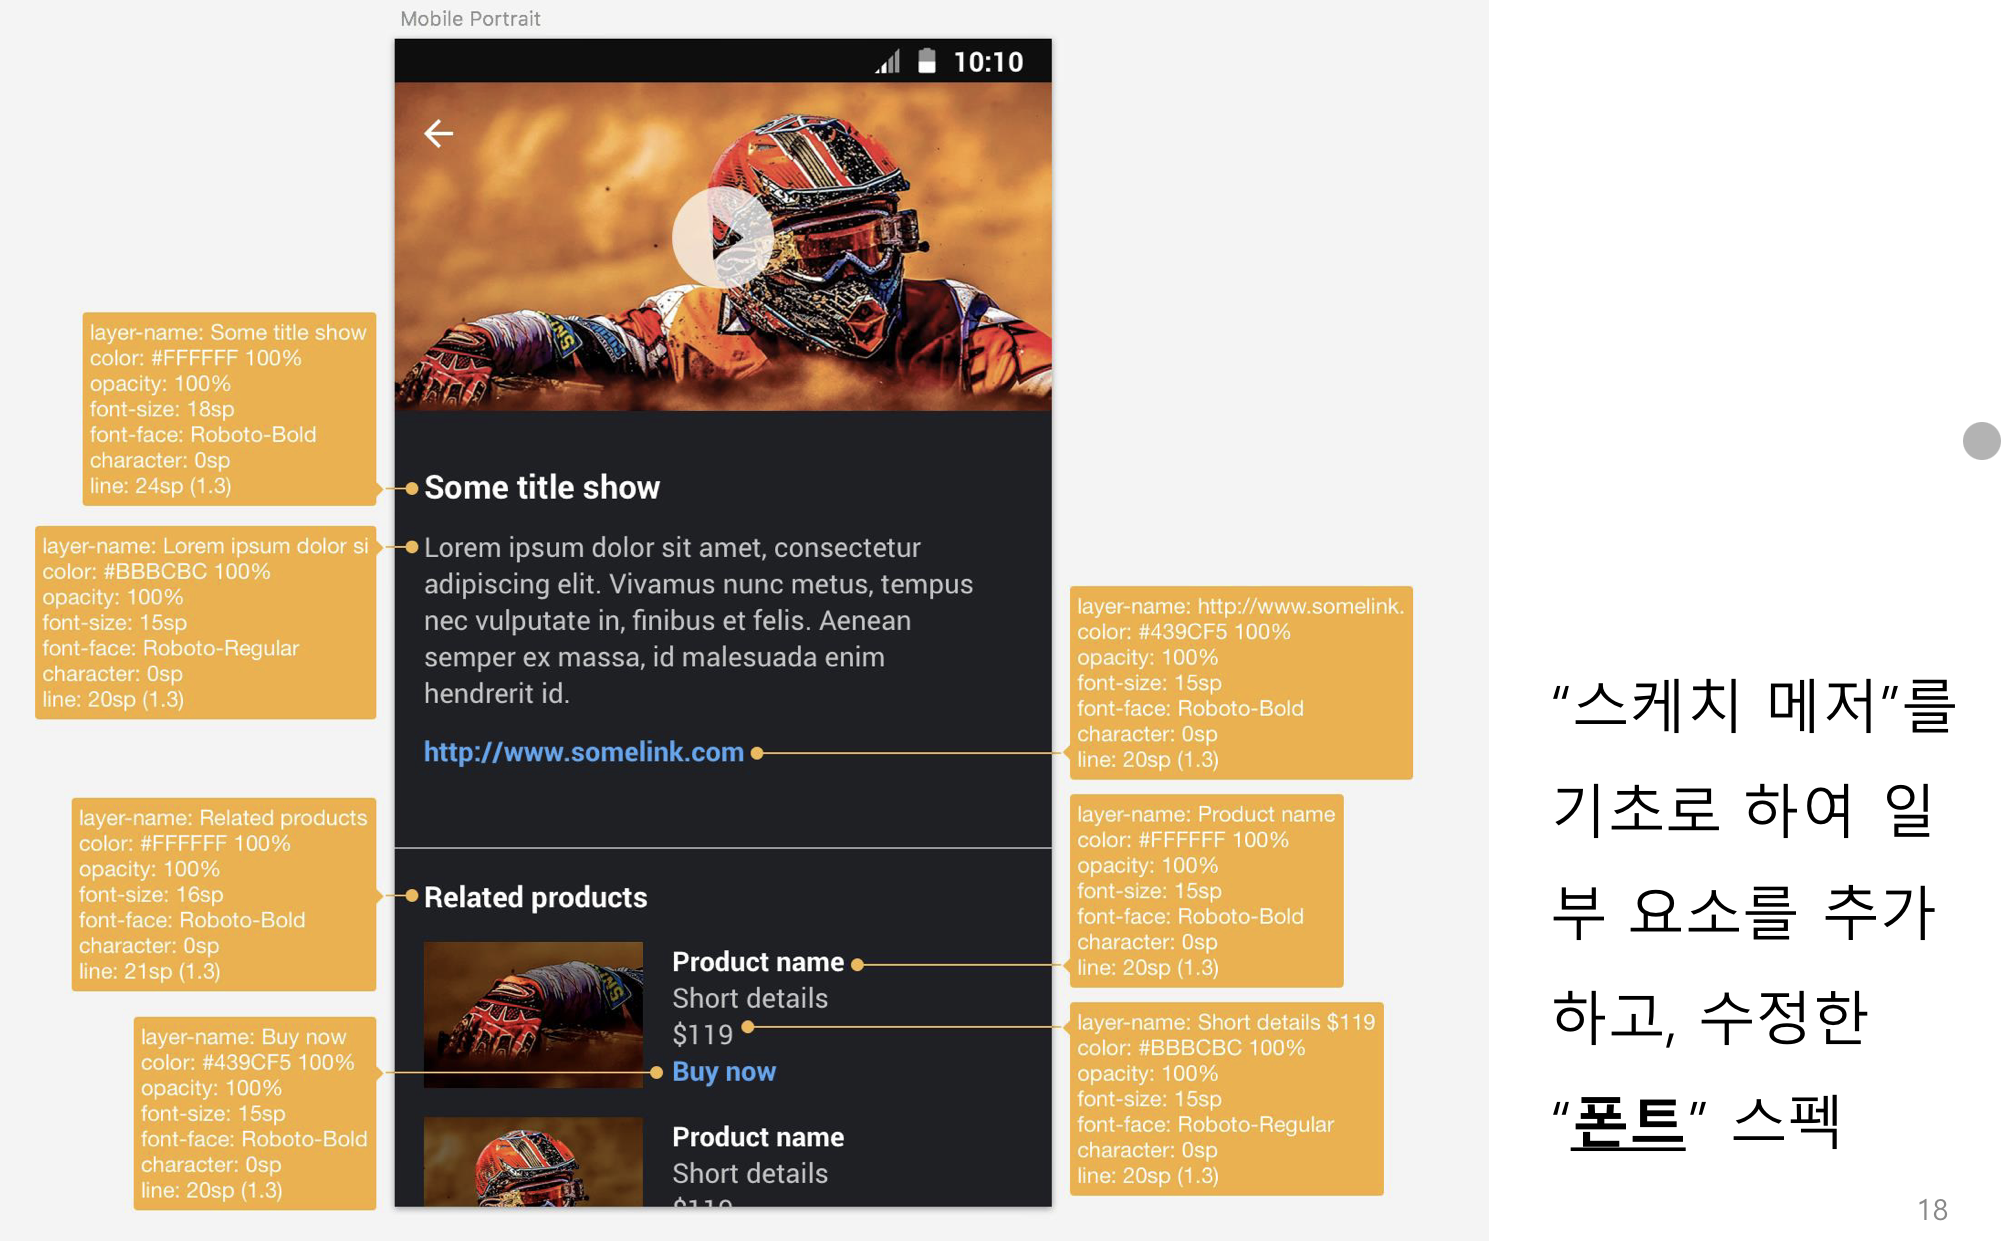 Mobile Portrait
10:10
layer-name: Some title show
color: #FFFFFF 100%
opacity: 100%
font-size: 18sp
font-face: Roboto-Bold
character: 0sp
line: 24sp (1.3)
Some title show
layer-name: Lorem ipsum dolor si
color: #BBBCBC 100%
opacity: 100%
font-size: 15sp
font-face: Roboto-Regular
character: 0sp
line: 20sp (1.3)
Lorem ipsum dolor sit amet, consectetur
adipiscing elit. Vivamus nunc metus, tempus
nec vulputate in, finibus et felis. Aenean
semper ex massa, id malesuada enim
hendrerit id.
http://www.somelink.com
layer-name: http://www.somelink.
color: #439CF5 100%
opacity: 100%
font-size: 15sp
font-face: Roboto-Bold
character: 0sp
line: 20sp (1.3)
layer-name: Related products
color: #FFFFFF 100%
opacity: 100%
font-size: 16sp
font-face: Roboto-Bold
character: 0sp
line: 21sp (1.3)
Related products
Product name
Short details
$119
Buy now
layer-name: Product name
color: #FFFFFF 100%
opacity: 100%
font-size: 15sp
font-face: Roboto-Bold
character: 0sp
line: 20sp (1.3)
layer-name: Short details $119
color: #BBBCBC 100%
opacity: 100%
font-size: 15sp
font-face: Roboto-Regular
character: 0sp
line: 20sp (1.3)
layer-name: Buy now
color: #439CF5 100%
opacity: 100%
font-size: 15sp
font-face: Roboto-Bold
character: 0sp
line: 20sp (1.3)
Product name
Short details
$119
“스케치 메저”를
기초로 하여 일
부 요소를 추가
하고, 수정한
“폰트” 스펙
18